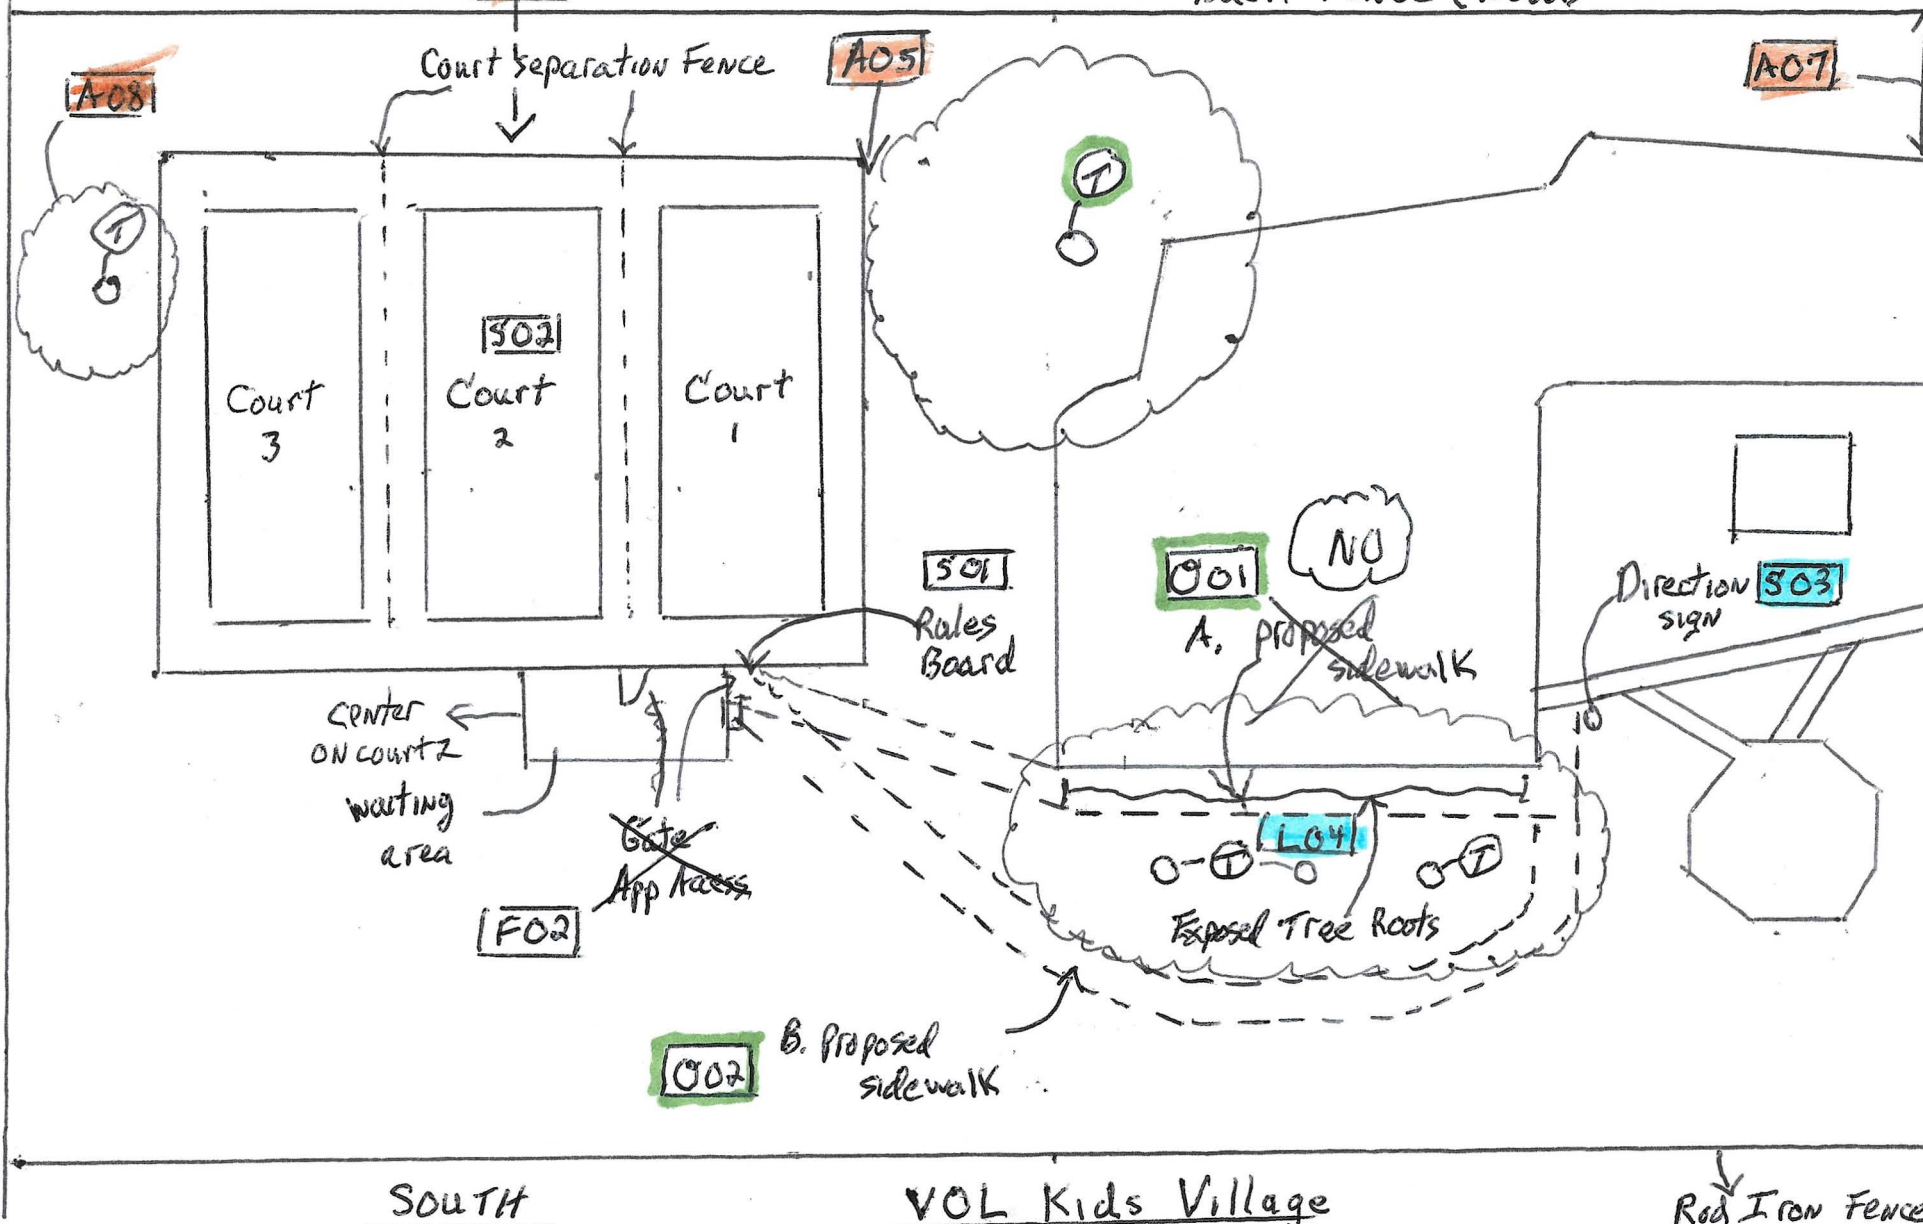 A08
Court Separation Fence
A05
A07
T
T
S02
Court
3
Court
2
Court
1
S01
Rules
Board
O01
NO
A. proposed
sidewalk
Direction S03
sign
center
on court 2
waiting
area
Gate
App Access
F02
L04
T
T
Exposed Tree Roots
O02
B. Proposed
sidewalk
SOUTH
VOL Kids Village
Rod Iron Fence